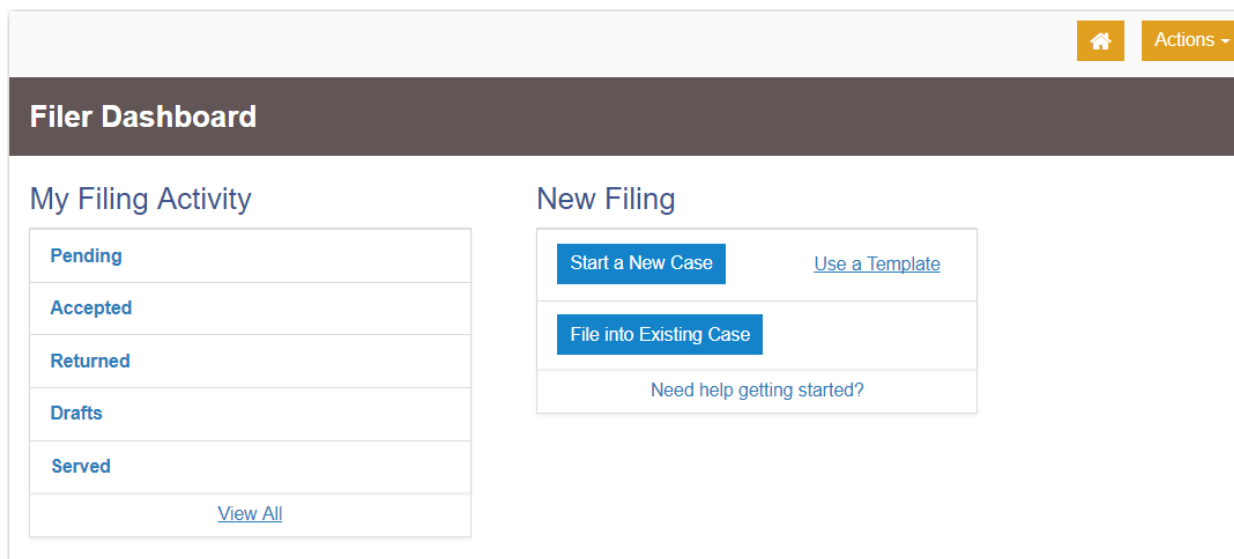 Actions
Filer Dashboard
My Filing Activity
Pending
Accepted
Returned
Drafts
Served
View All
New Filing
Start a New Case
Use a Template
File into Existing Case
Need help getting started?